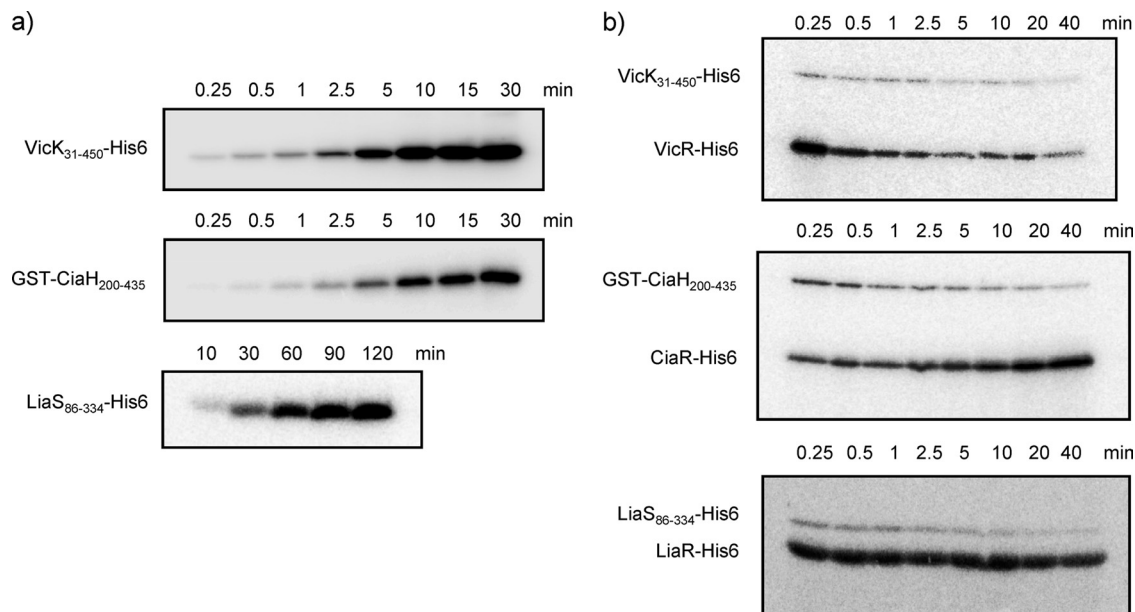 a)
0.25 0.5 1 2.5 5 10 15 30 min
VicK31-450-His6
0.25 0.5 1 2.5 5 10 15 30 min
GST-CiaH200-435
10 30 60 90 120 min
LiaS86-334-His6
b)
0.25 0.5 1 2.5 5 10 20 40 min
VicK31-450-His6
VicR-His6
0.25 0.5 1 2.5 5 10 20 40 min
GST-CiaH200-435
CiaR-His6
0.25 0.5 1 2.5 5 10 20 40 min
LiaS86-334-His6
LiaR-His6